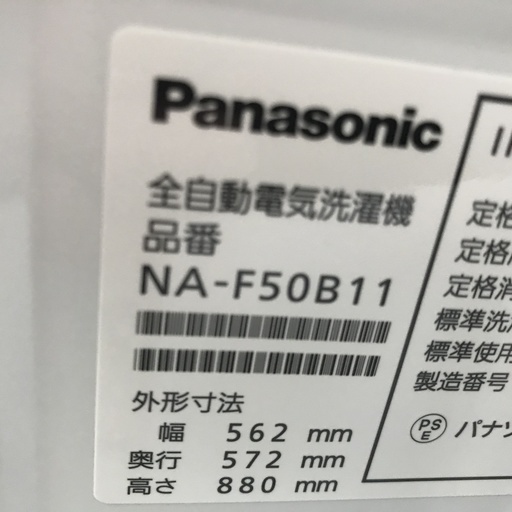 Panasonic
全自動電気洗濯機
品番
NA-F50B11
外形寸法
幅 562 mm
奥行 572 mm
高さ 880 mm
定格
定格
定格消
標準洗
標準使用
製造番号
PSE パナソ